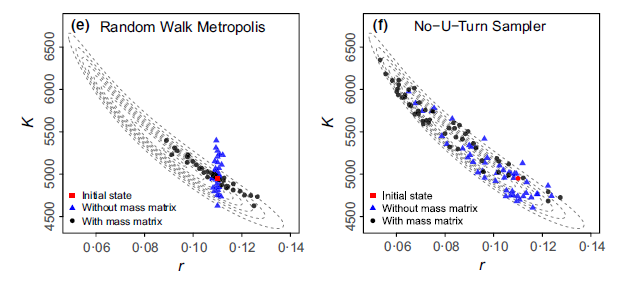 (e) Random Walk Metropolis
K
4500 5000 5500 6000 6500
Initial state
Without mass matrix
With mass matrix
0·06 0·08 0·10 0·12 0·14
r
(f) No−U−Turn Sampler
K
4500 5000 5500 6000 6500
Initial state
Without mass matrix
With mass matrix
0·06 0·08 0·10 0·12 0·14
r